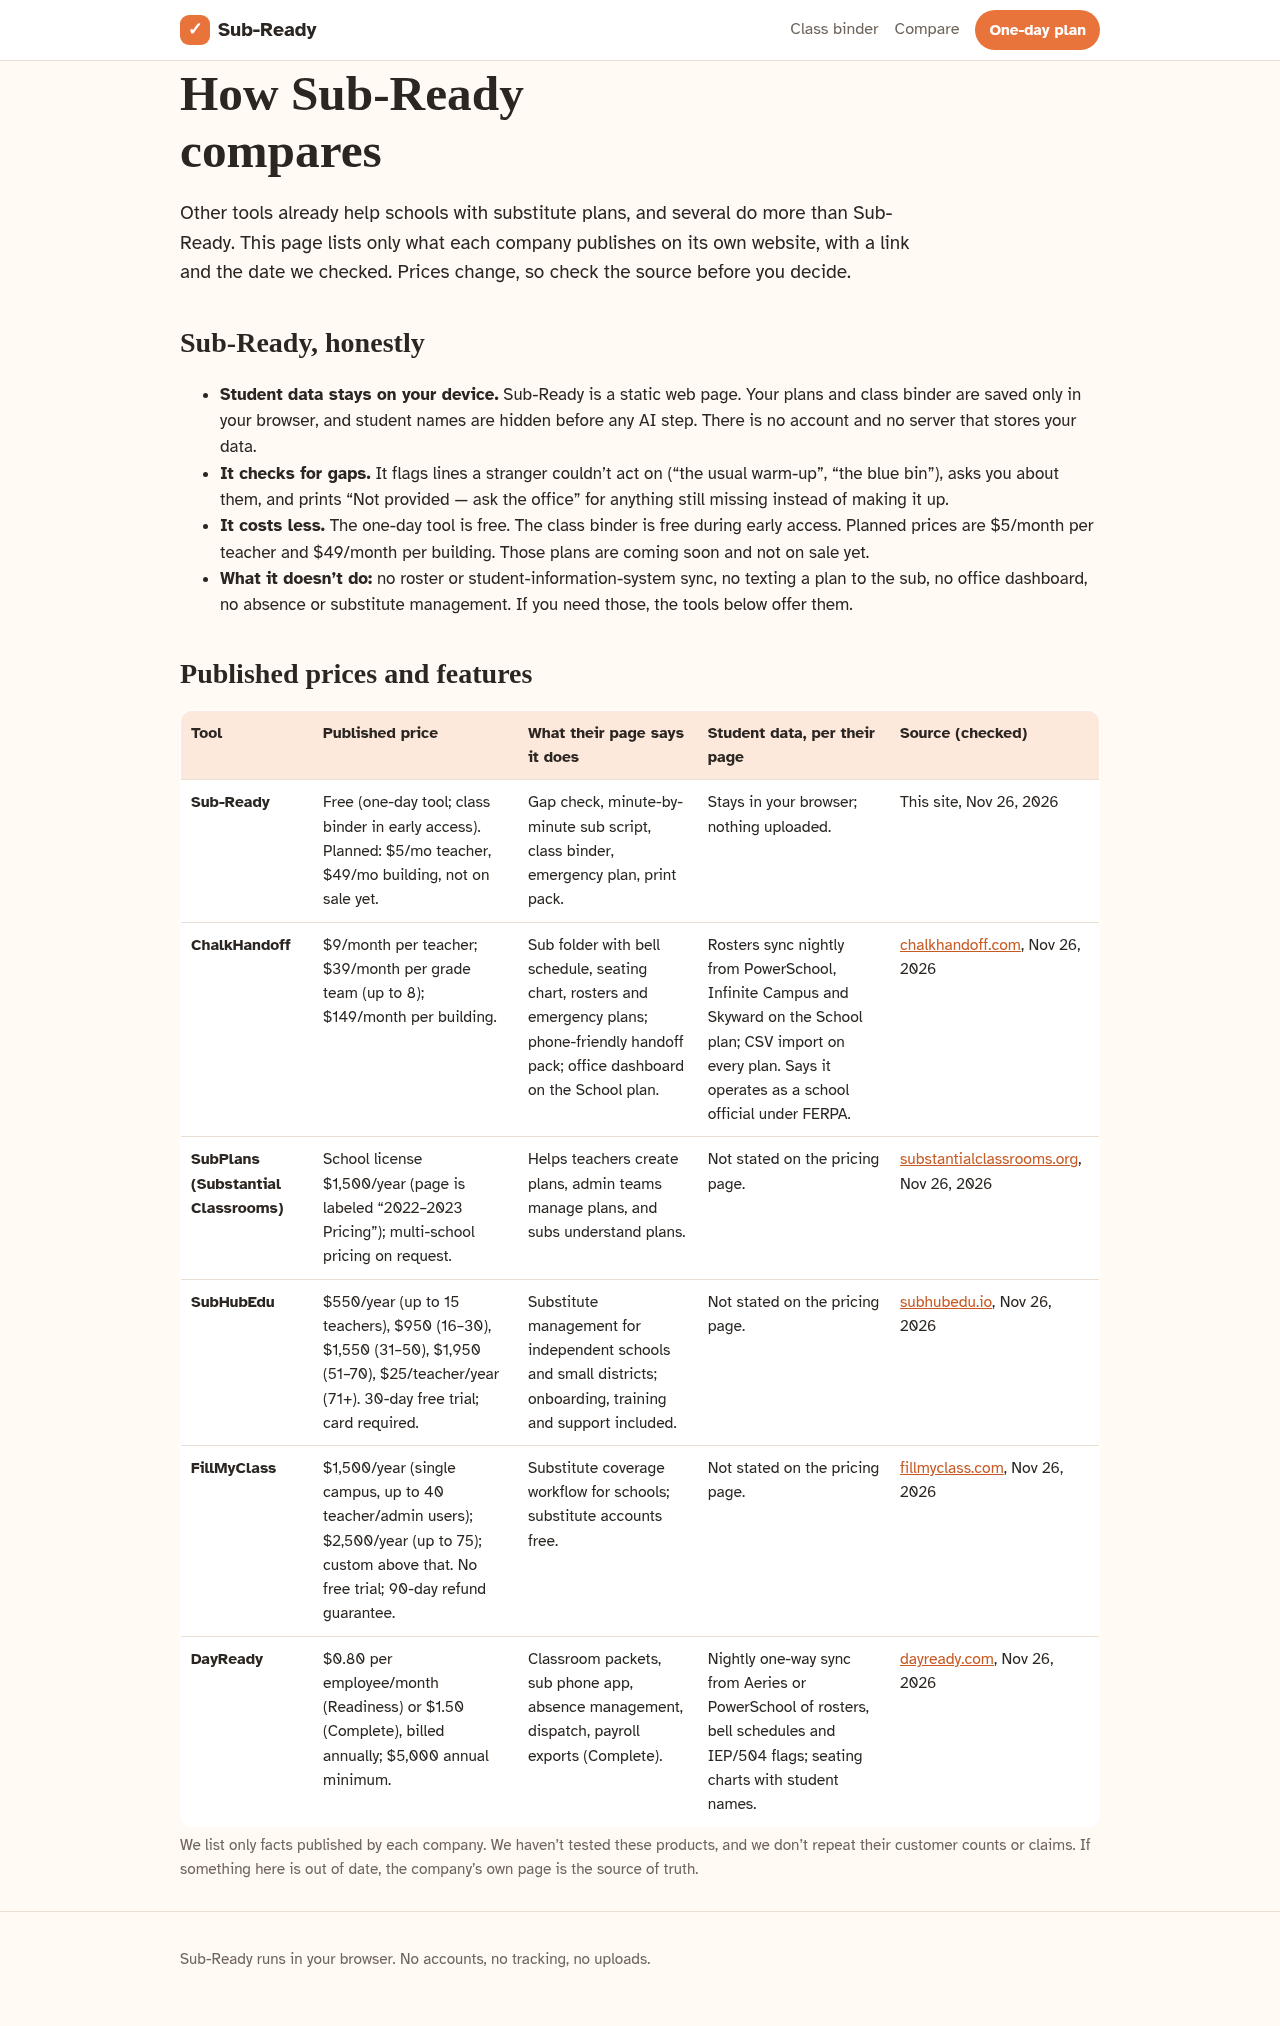 ✓ Sub-Ready
Class binder Compare One-day plan
How Sub-Ready
compares
Other tools already help schools with substitute plans, and several do more than Sub-
Ready. This page lists only what each company publishes on its own website, with a link
and the date we checked. Prices change, so check the source before you decide.
Sub-Ready, honestly
• Student data stays on your device. Sub-Ready is a static web page. Your plans and class binder are saved only in
your browser, and student names are hidden before any AI step. There is no account and no server that stores your
data.
• It checks for gaps. It flags lines a stranger couldn’t act on (“the usual warm-up”, “the blue bin”), asks you about
them, and prints “Not provided — ask the office” for anything still missing instead of making it up.
• It costs less. The one-day tool is free. The class binder is free during early access. Planned prices are $5/month per
teacher and $49/month per building. Those plans are coming soon and not on sale yet.
• What it doesn’t do: no roster or student-information-system sync, no texting a plan to the sub, no office dashboard,
no absence or substitute management. If you need those, the tools below offer them.
Published prices and features
Tool
Published price
What their page says
it does
Student data, per their
page
Source (checked)
Sub-Ready
Free (one-day tool; class
binder in early access).
Planned: $5/mo teacher,
$49/mo building, not on
sale yet.
Gap check, minute-by-
minute sub script,
class binder,
emergency plan, print
pack.
Stays in your browser;
nothing uploaded.
This site, Nov 26, 2026
ChalkHandoff
$9/month per teacher;
$39/month per grade
team (up to 8);
$149/month per building.
Sub folder with bell
schedule, seating
chart, rosters and
emergency plans;
phone-friendly handoff
pack; office dashboard
on the School plan.
Rosters sync nightly
from PowerSchool,
Infinite Campus and
Skyward on the School
plan; CSV import on
every plan. Says it
operates as a school
official under FERPA.
chalkhandoff.com, Nov 26,
2026
SubPlans
(Substantial
Classrooms)
School license
$1,500/year (page is
labeled “2022–2023
Pricing”); multi-school
pricing on request.
Helps teachers create
plans, admin teams
manage plans, and
subs understand plans.
Not stated on the pricing
page.
substantialclassrooms.org,
Nov 26, 2026
SubHubEdu
$550/year (up to 15
teachers), $950 (16–30),
$1,550 (31–50), $1,950
(51–70), $25/teacher/year
(71+). 30-day free trial;
card required.
Substitute
management for
independent schools
and small districts;
onboarding, training
and support included.
Not stated on the pricing
page.
subhubedu.io, Nov 26,
2026
FillMyClass
$1,500/year (single
campus, up to 40
teacher/admin users);
$2,500/year (up to 75);
custom above that. No
free trial; 90-day refund
guarantee.
Substitute coverage
workflow for schools;
substitute accounts
free.
Not stated on the pricing
page.
fillmyclass.com, Nov 26,
2026
DayReady
$0.80 per
employee/month
(Readiness) or $1.50
(Complete), billed
annually; $5,000 annual
minimum.
Classroom packets,
sub phone app,
absence management,
dispatch, payroll
exports (Complete).
Nightly one-way sync
from Aeries or
PowerSchool of rosters,
bell schedules and
IEP/504 flags; seating
charts with student
names.
dayready.com, Nov 26,
2026
We list only facts published by each company. We haven’t tested these products, and we don’t repeat their customer counts or claims. If
something here is out of date, the company’s own page is the source of truth.
Sub-Ready runs in your browser. No accounts, no tracking, no uploads.